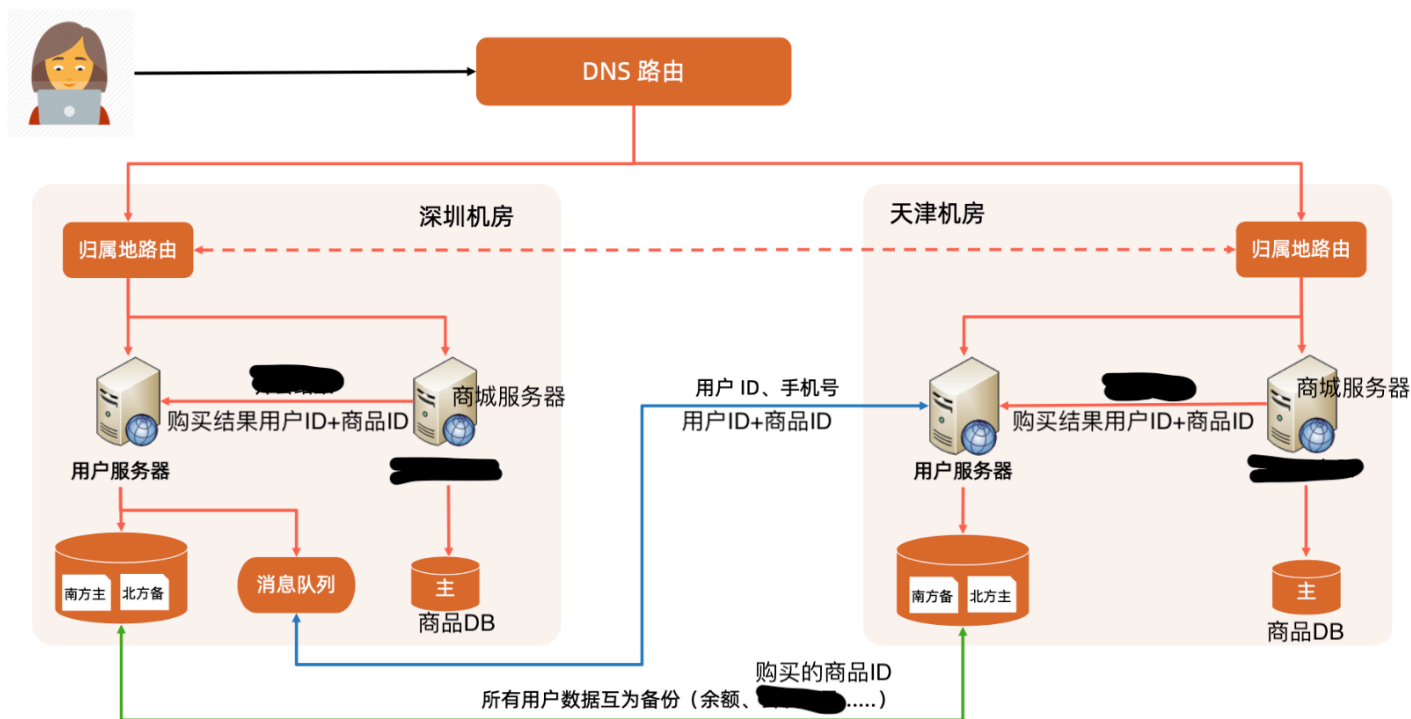 DNS 路由
深圳机房
天津机房
归属地路由
归属地路由
商城服务器
购买结果用户ID+商品ID
用户服务器
用户 ID、手机号
用户ID+商品ID
商城服务器
购买结果用户ID+商品ID
用户服务器
南方主
北方备
消息队列
主
商品DB
南方备
北方主
主
商品DB
购买的商品ID
所有用户数据互为备份（余额、
.....）